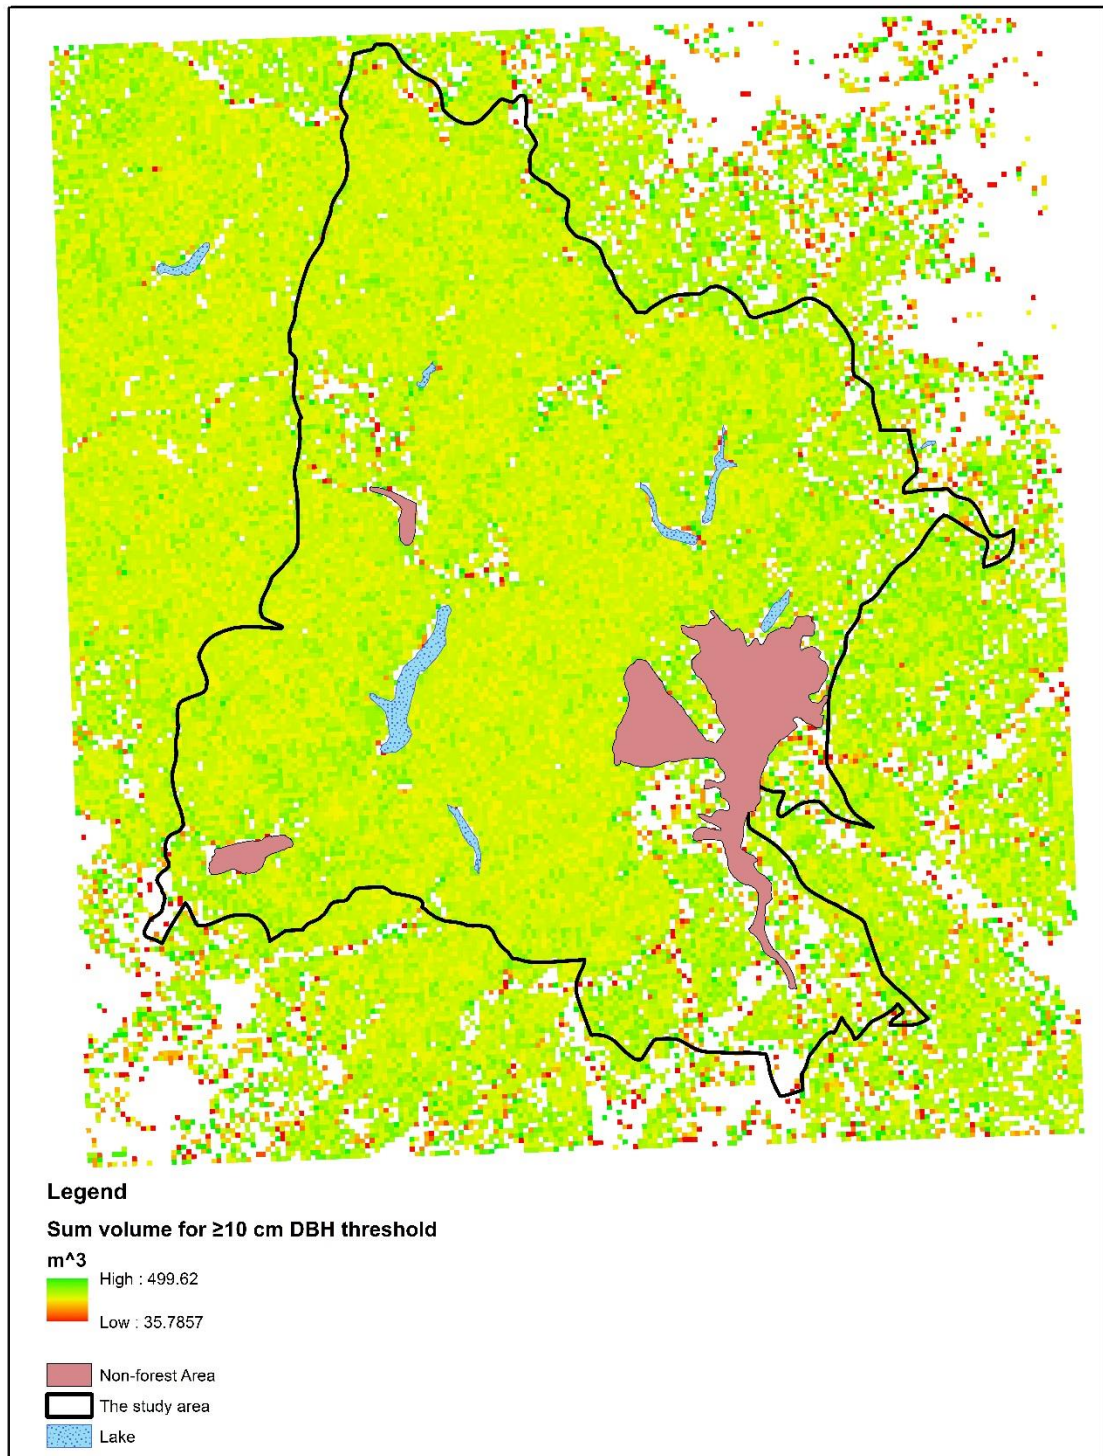 Legend
Sum volume for ≥10 cm DBH threshold
m^3
High : 499.62
Low : 35.7857
Non-forest Area
The study area
Lake